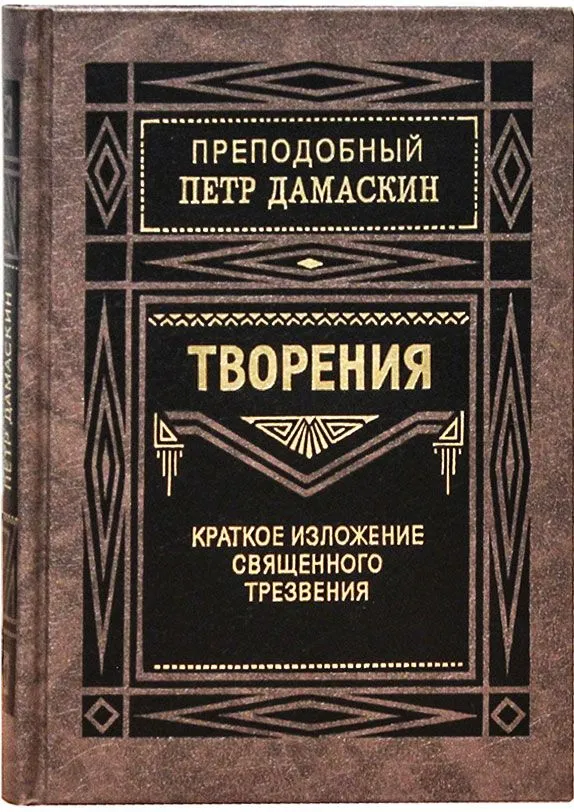 ПРЕПОДОБНЫЙ
ПЕТР ДАМАСКИН
ТВОРЕНИЯ
КРАТКОЕ ИЗЛОЖЕНИЕ
СВЯЩЕННОГО
ТРЕЗВЕНИЯ
ПЕТР ДАМАСКИН